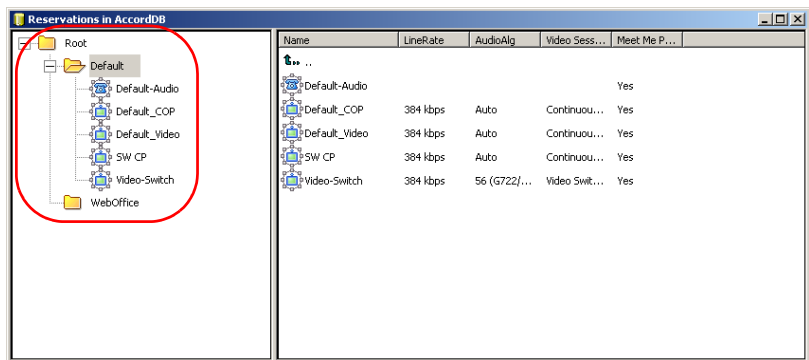 Reservations in AccordDB
Root
Default
Default-Audio
Default_COP
Default_Video
SW CP
Video-Switch
WebOffice
Name LineRate AudioAlg Video Sess... Meet Me P...
..
Default-Audio Yes
Default_COP 384 kbps Auto Continuou... Yes
Default_Video 384 kbps Auto Continuou... Yes
SW CP 384 kbps Auto Continuou... Yes
Video-Switch 384 kbps 56 (G722/... Video Swit... Yes